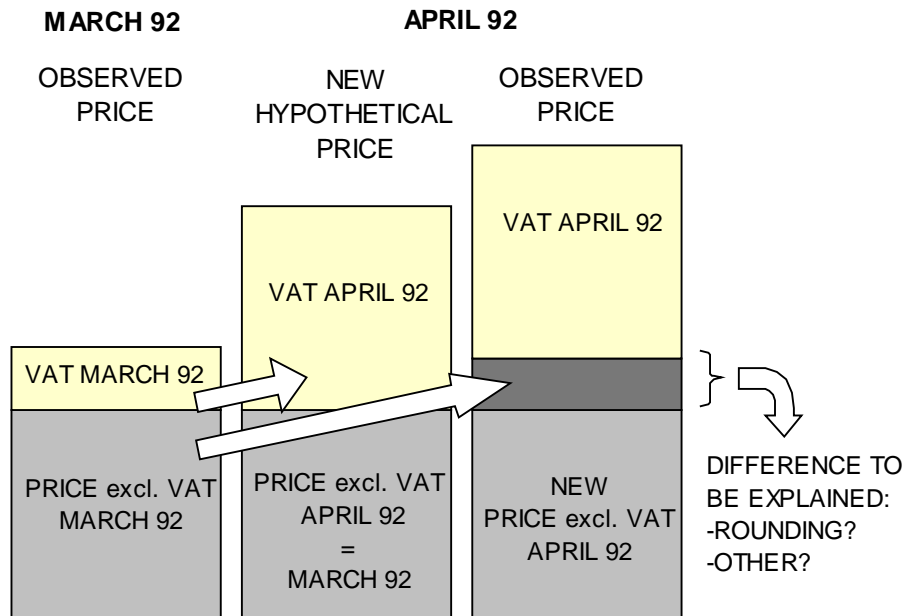 MARCH 92
APRIL 92
OBSERVED
PRICE
NEW
HYPOTHETICAL
PRICE
OBSERVED
PRICE
VAT MARCH 92
VAT APRIL 92
VAT APRIL 92
PRICE excl. VAT
MARCH 92
PRICE excl. VAT
APRIL 92
=
MARCH 92
NEW
PRICE excl. VAT
APRIL 92
DIFFERENCE TO
BE EXPLAINED:
-ROUNDING?
-OTHER?